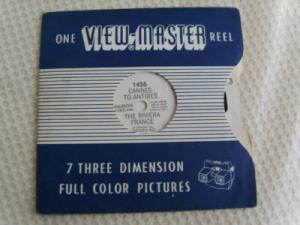 ONE VIEW-MASTER REEL
1456
CANNES
TO ANTIBES
THE RIVIERA
FRANCE
7 THREE DIMENSION
FULL COLOR PICTURES